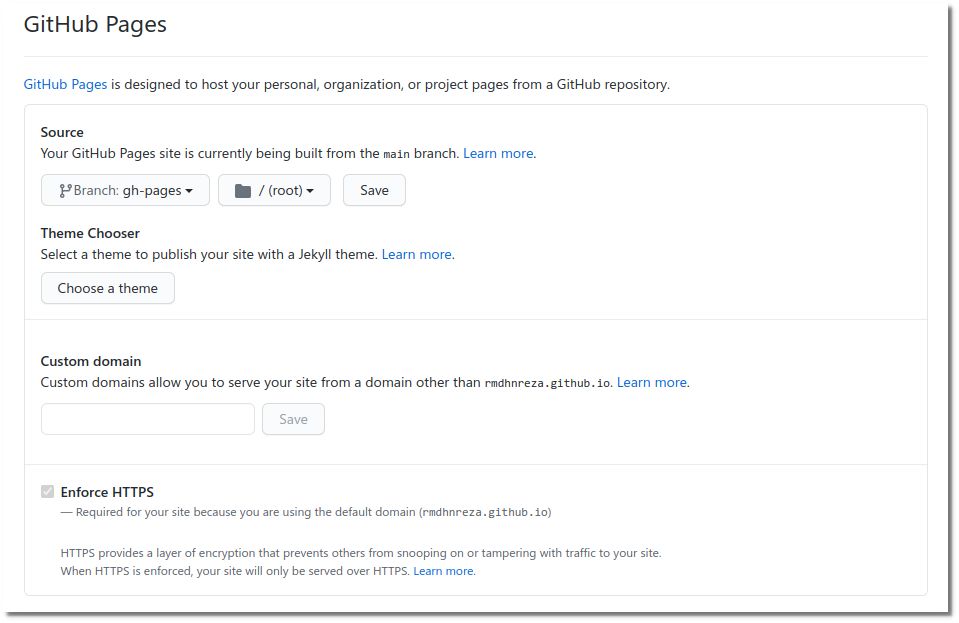 GitHub Pages
GitHub Pages is designed to host your personal, organization, or project pages from a GitHub repository.
Source
Your GitHub Pages site is currently being built from the main branch. Learn more.
Branch: gh-pages / (root) Save
Theme Chooser
Select a theme to publish your site with a Jekyll theme. Learn more.
Choose a theme
Custom domain
Custom domains allow you to serve your site from a domain other than rmdhnreza.github.io. Learn more.
Save
Enforce HTTPS
— Required for your site because you are using the default domain (rmdhnreza.github.io)
HTTPS provides a layer of encryption that prevents others from snooping on or tampering with traffic to your site.
When HTTPS is enforced, your site will only be served over HTTPS. Learn more.